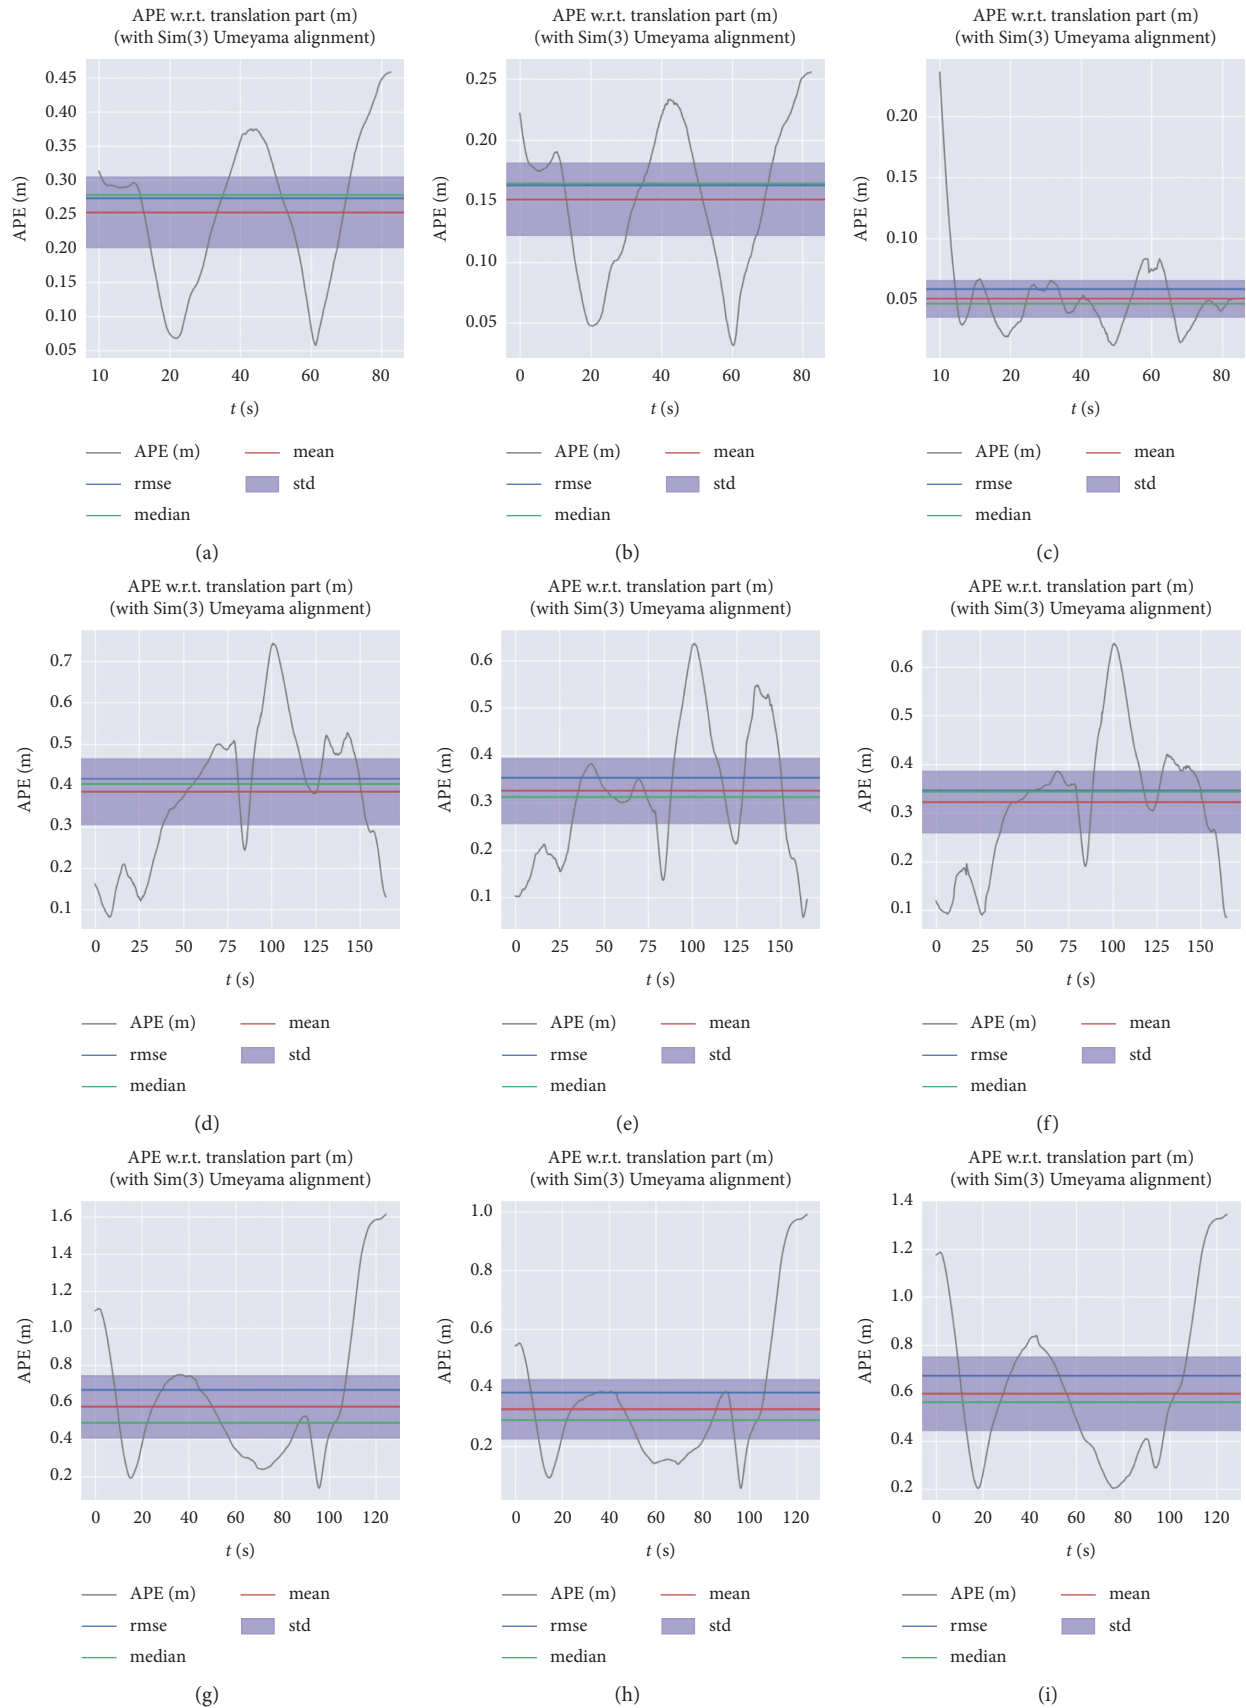 APE w.r.t. translation part (m)
(with Sim(3) Umeyama alignment)
0.45
0.40
0.35
0.30
0.25
0.20
0.15
0.10
0.05
APE (m)
10 20 40 60 80
t (s)
APE (m) mean
rmse std
median
(a)
APE w.r.t. translation part (m)
(with Sim(3) Umeyama alignment)
0.25
0.20
0.15
0.10
0.05
APE (m)
0 20 40 60 80
t (s)
APE (m) mean
rmse std
median
(b)
APE w.r.t. translation part (m)
(with Sim(3) Umeyama alignment)
0.20
0.15
0.10
0.05
APE (m)
10 20 40 60 80
t (s)
APE (m) mean
rmse std
median
(c)
APE w.r.t. translation part (m)
(with Sim(3) Umeyama alignment)
0.7
0.6
0.5
0.4
0.3
0.2
0.1
APE (m)
0 25 50 75 100 125 150
t (s)
APE (m) mean
rmse std
median
(d)
APE w.r.t. translation part (m)
(with Sim(3) Umeyama alignment)
0.6
0.5
0.4
0.3
0.2
0.1
APE (m)
0 25 50 75 100 125 150
t (s)
APE (m) mean
rmse std
median
(e)
APE w.r.t. translation part (m)
(with Sim(3) Umeyama alignment)
0.6
0.5
0.4
0.3
0.2
0.1
APE (m)
0 25 50 75 100 125 150
t (s)
APE (m) mean
rmse std
median
(f)
APE w.r.t. translation part (m)
(with Sim(3) Umeyama alignment)
1.6
1.4
1.2
1.0
0.8
0.6
0.4
0.2
APE (m)
0 20 40 60 80 100 120
t (s)
APE (m) mean
rmse std
median
(g)
APE w.r.t. translation part (m)
(with Sim(3) Umeyama alignment)
1.0
0.8
0.6
0.4
0.2
APE (m)
0 20 40 60 80 100 120
t (s)
APE (m) mean
rmse std
median
(h)
APE w.r.t. translation part (m)
(with Sim(3) Umeyama alignment)
1.4
1.2
1.0
0.8
0.6
0.4
0.2
APE (m)
0 20 40 60 80 100 120
t (s)
APE (m) mean
rmse std
median
(i)